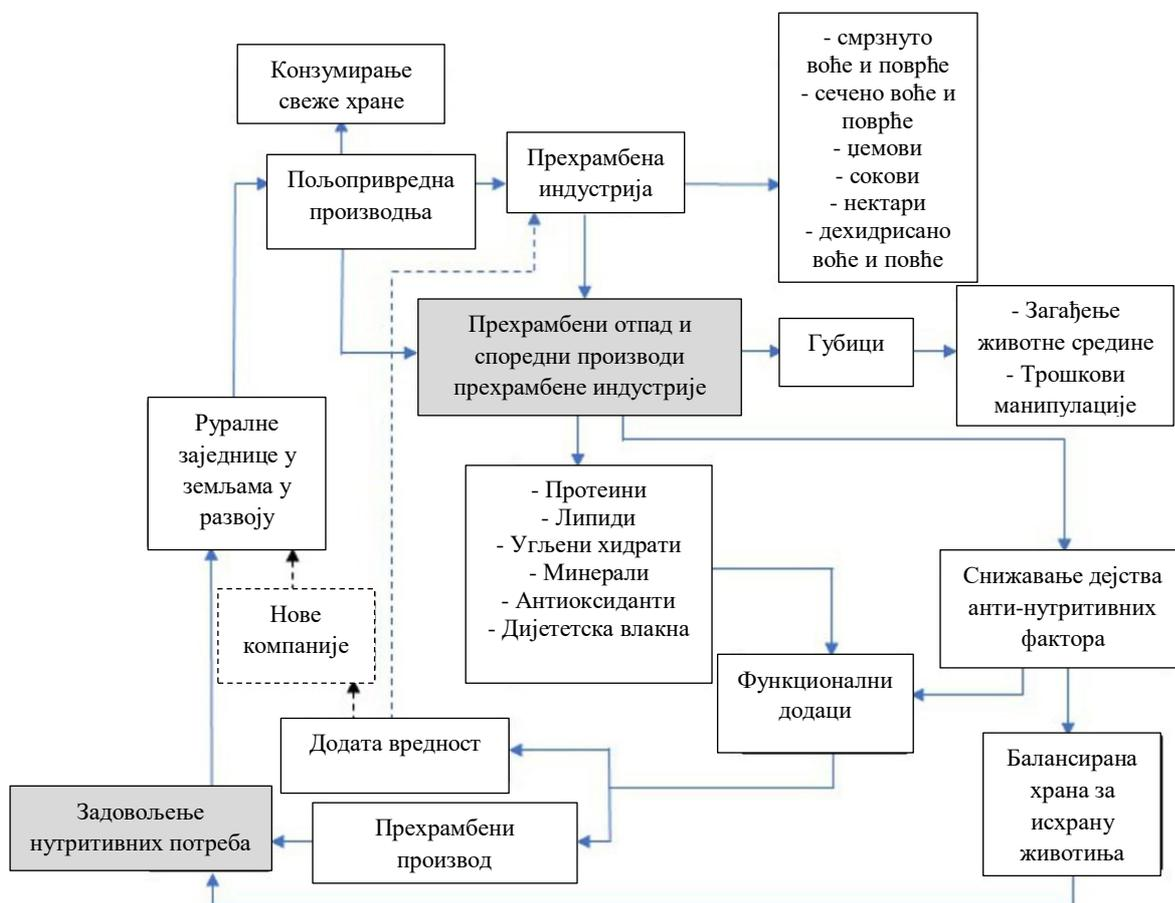 - смрзнуто
воће и поврће
- сечено воће и
поврће
- џемови
- сокови
- нектари
- дехидрисано
воће и повће
Конзумирање
свеже хране
Пољопривредна
производња
Прехрамбена
индустрија
Прехрамбени отпад и
споредни производи
прехрамбене индустрије
Губици
- Загађење
животне средине
- Трошкови
манипулације
Руралне
заједнице у
земљама у
развоју
- Протеини
- Липиди
- Угљени хидрати
- Минерали
- Антиоксиданти
- Дијететска влакна
Снижавање дејства
анти-нутритивних
фактора
Нове
компаније
Функционални
додаци
Додата вредност
Балансирана
храна за
исхрану
животиња
Задовољење
нутритивних потреба
Прехрамбени
производ